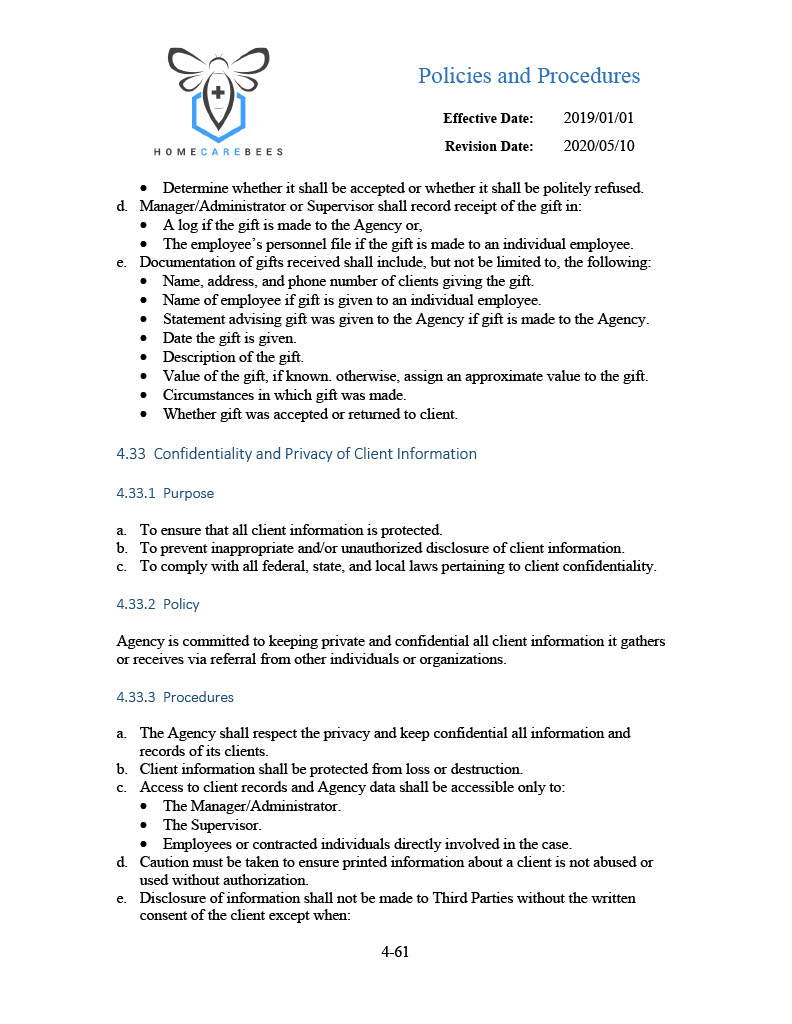 HOMECAREBEES
Policies and Procedures
Effective Date: 2019/01/01
Revision Date: 2020/05/10
• Determine whether it shall be accepted or whether it shall be politely refused.
d. Manager/Administrator or Supervisor shall record receipt of the gift in:
• A log if the gift is made to the Agency or,
• The employee’s personnel file if the gift is made to an individual employee.
e. Documentation of gifts received shall include, but not be limited to, the following:
• Name, address, and phone number of clients giving the gift.
• Name of employee if gift is given to an individual employee.
• Statement advising gift was given to the Agency if gift is made to the Agency.
• Date the gift is given.
• Description of the gift.
• Value of the gift, if known. otherwise, assign an approximate value to the gift.
• Circumstances in which gift was made.
• Whether gift was accepted or returned to client.
4.33 Confidentiality and Privacy of Client Information
4.33.1 Purpose
a. To ensure that all client information is protected.
b. To prevent inappropriate and/or unauthorized disclosure of client information.
c. To comply with all federal, state, and local laws pertaining to client confidentiality.
4.33.2 Policy
Agency is committed to keeping private and confidential all client information it gathers
or receives via referral from other individuals or organizations.
4.33.3 Procedures
a. The Agency shall respect the privacy and keep confidential all information and
records of its clients.
b. Client information shall be protected from loss or destruction.
c. Access to client records and Agency data shall be accessible only to:
• The Manager/Administrator.
• The Supervisor.
• Employees or contracted individuals directly involved in the case.
d. Caution must be taken to ensure printed information about a client is not abused or
used without authorization.
e. Disclosure of information shall not be made to Third Parties without the written
consent of the client except when:
4-61